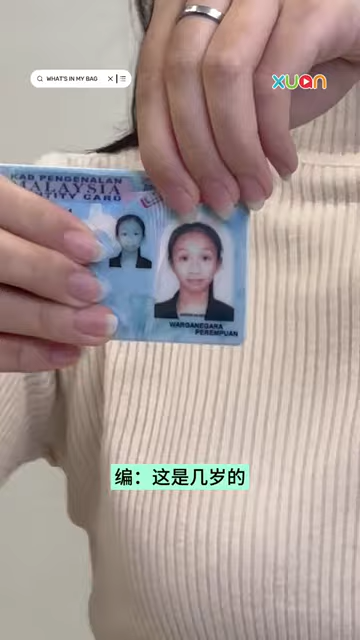 WHAT'S IN MY BAG
XUAN
KAD PENGENALAN
MALAYSIA
IDENTITY CARD
WARGANEGARA
PEREMPUAN
编：这是几岁的